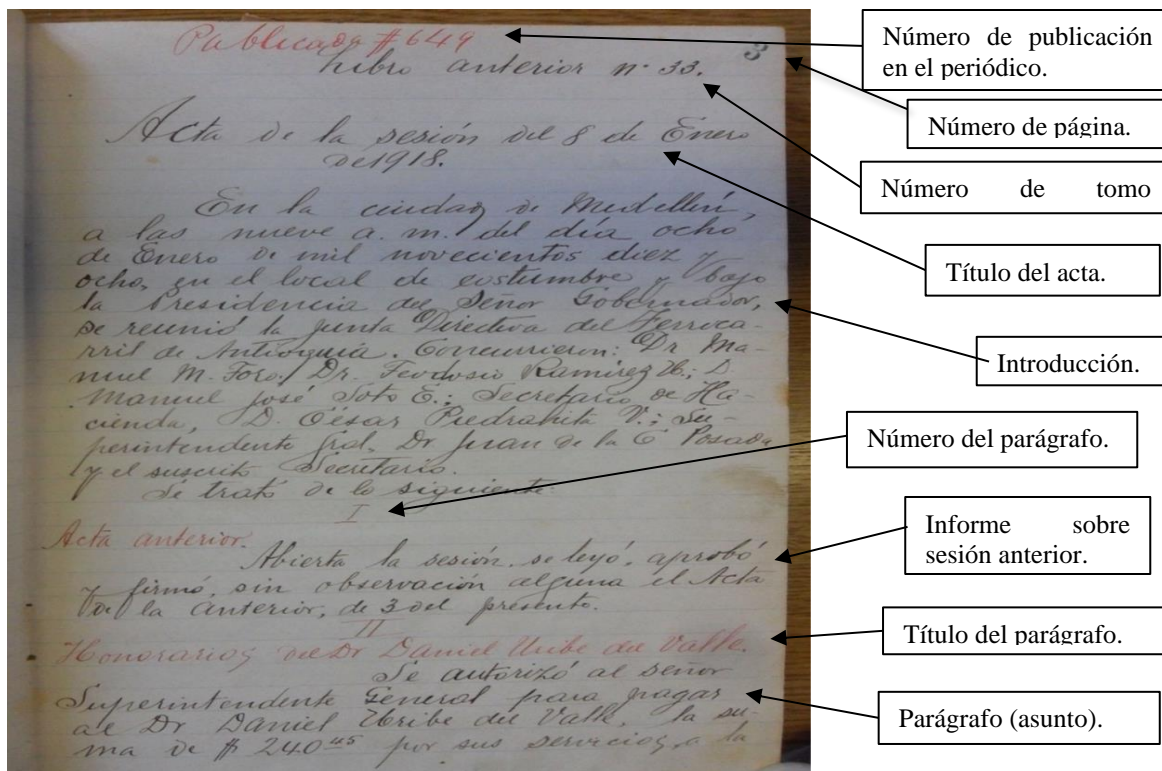 Publicada #649
3
Libro anterior nº 33.
Acta de la sesión del 8 de Enero
de 1918.
En la ciudad de Medellín,
a las nueve a. m. del día ocho
de Enero de mil novecientos diez y
ocho, en el local de costumbre y bajo
la Presidencia del Señor Gobernador,
se reunió la Junta Directiva del Ferroca-
rril de Antioquia. Concurrieron: Dr Ma-
nuel M. Toro; Dr. Teodosio Ramírez U.; D.
Manuel José Soto E.; Secretario de Ha-
cienda, D. César Piedrahita V.; Su-
perintendente gral, Dr Juan de la C Posada
y el suscrito Secretario.
Se trató de lo siguiente:
I
Acta anterior.
Abierta la sesión, se leyó, aprobó
y firmó, sin observación alguna el Acta
de la anterior, de 3 del presente.
II
Honorarios del Dr Daniel Uribe del Valle.
Se autorizó al señor
Superintendente General para pagar
al Dr Daniel Uribe del Valle, la su-
ma de $ 240 45 por sus servicios, a la
Número de publicación
en el periódico.
Número de página.
Número de tomo
Título del acta.
Introducción.
Número del parágrafo.
Informe sobre
sesión anterior.
Título del parágrafo.
Parágrafo (asunto).